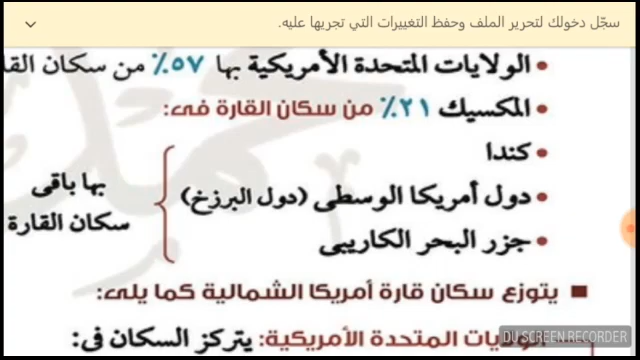 سجّل دخولك لتحرير الملف وحفظ التغييرات التي تجريها عليه.
• الولايات المتحدة الأمريكية بها ٥٧٪ من سكان القا
• المكسيك ٢١٪ من سكان القارة فى:
• كندا
• دول أمريكا الوسطى (دول البرزخ)
• جزر البحر الكاريبى
بها باقى
سكان القارة
■ يتوزع سكان قارة أمريكا الشمالية كما يلى:
الولايات المتحدة الأمريكية: يتركز السكان فى:
DU SCREEN RECORDER